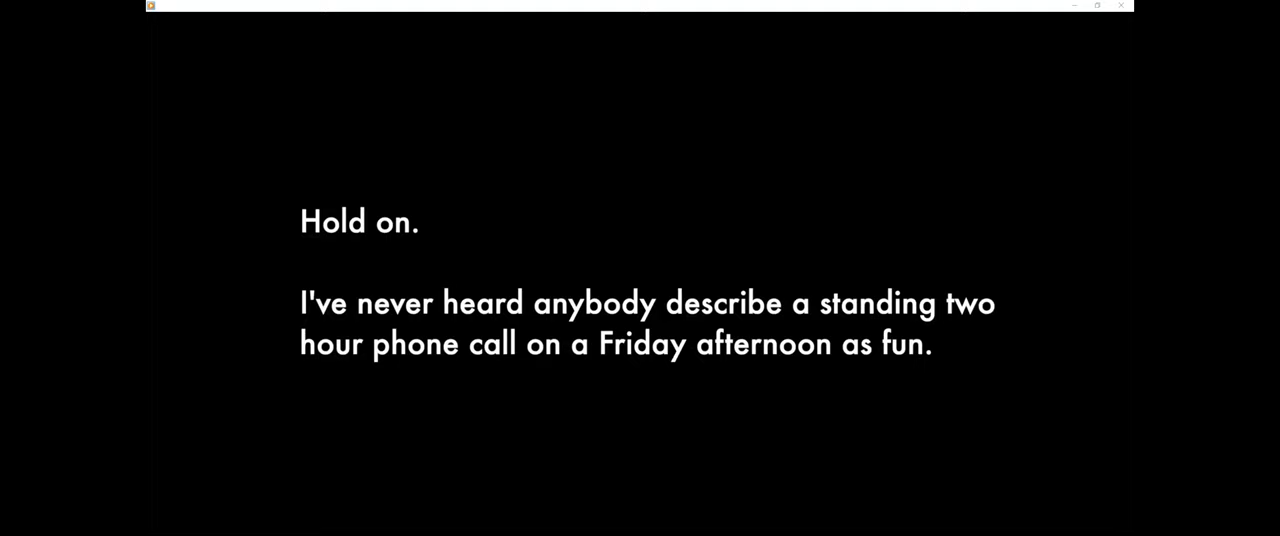 Hold on.
I've never heard anybody describe a standing two
hour phone call on a Friday afternoon as fun.